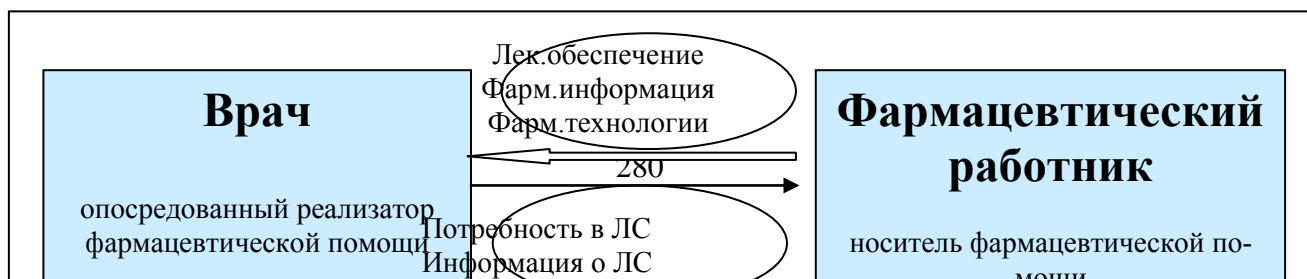 Лек.обеспечение
Фарм.информация
Фарм.технологии
Врач
опосредованный реализатор
фармацевтической помощи
280
Потребность в ЛС
Информация о ЛС
Фармацевтический
работник
носитель фармацевтической по-
мощи